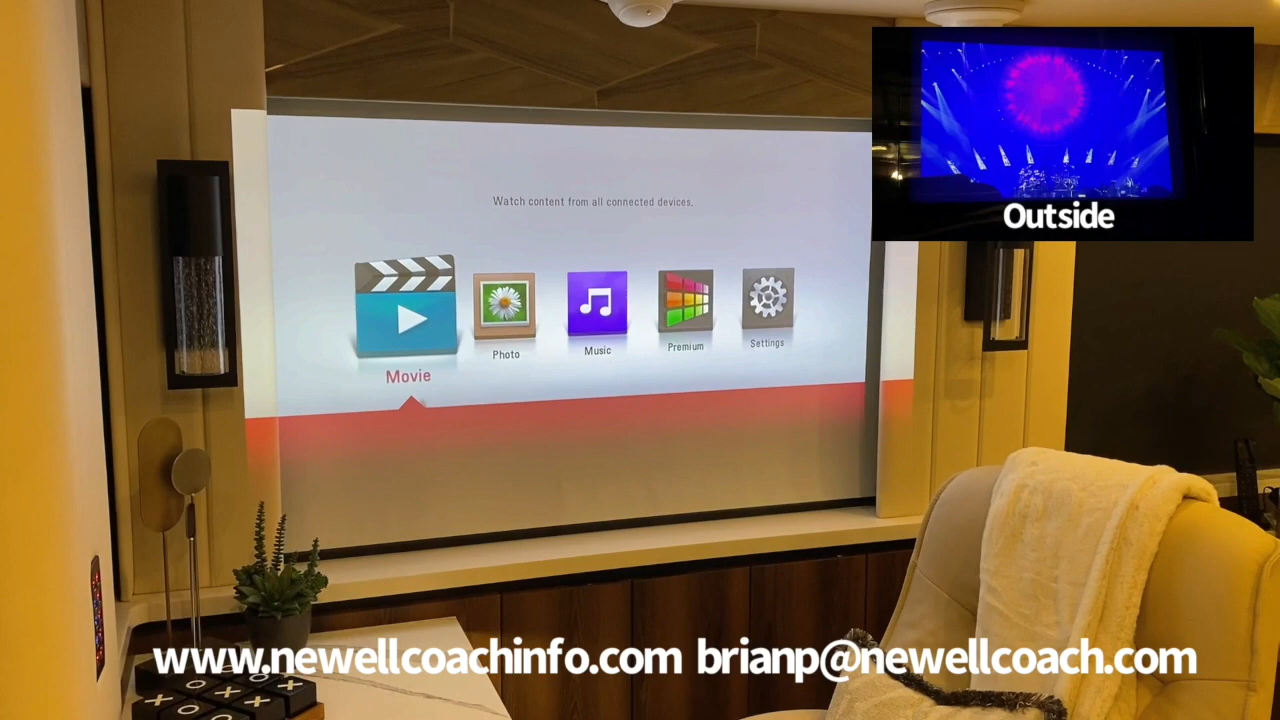 Outside
Watch content from all connected devices.
Movie
Photo
Music
Premium
Settings
www.newellcoachinfo.com brianp@newellcoach.com
O X X
X O X
X O